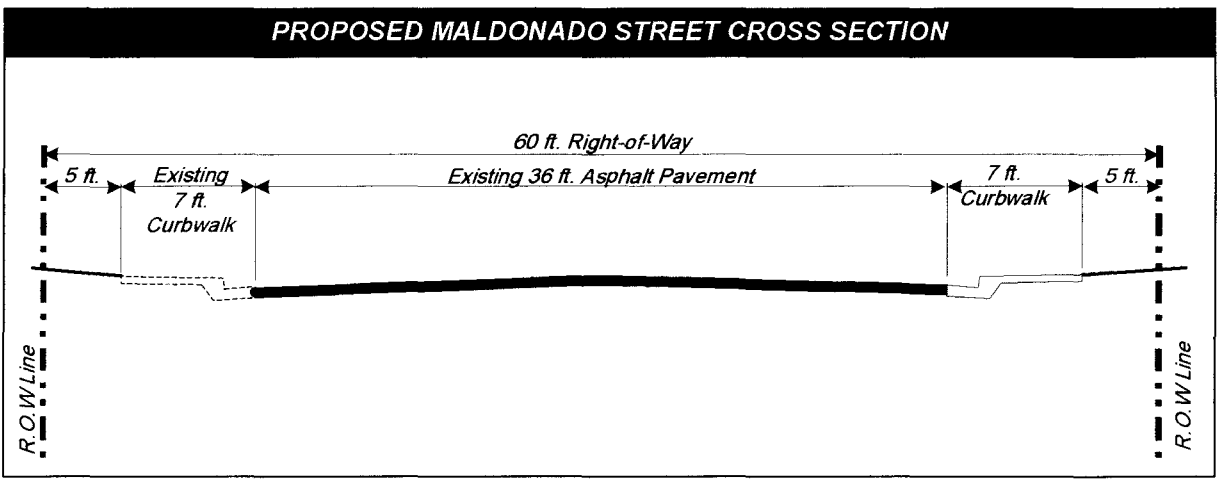 PROPOSED MALDONADO STREET CROSS SECTION
60 ft. Right-of-Way
5 ft.
Existing
7 ft.
Curbwalk
Existing 36 ft. Asphalt Pavement
7 ft.
Curbwalk
5 ft.
R.O.W Line
R.O.W Line